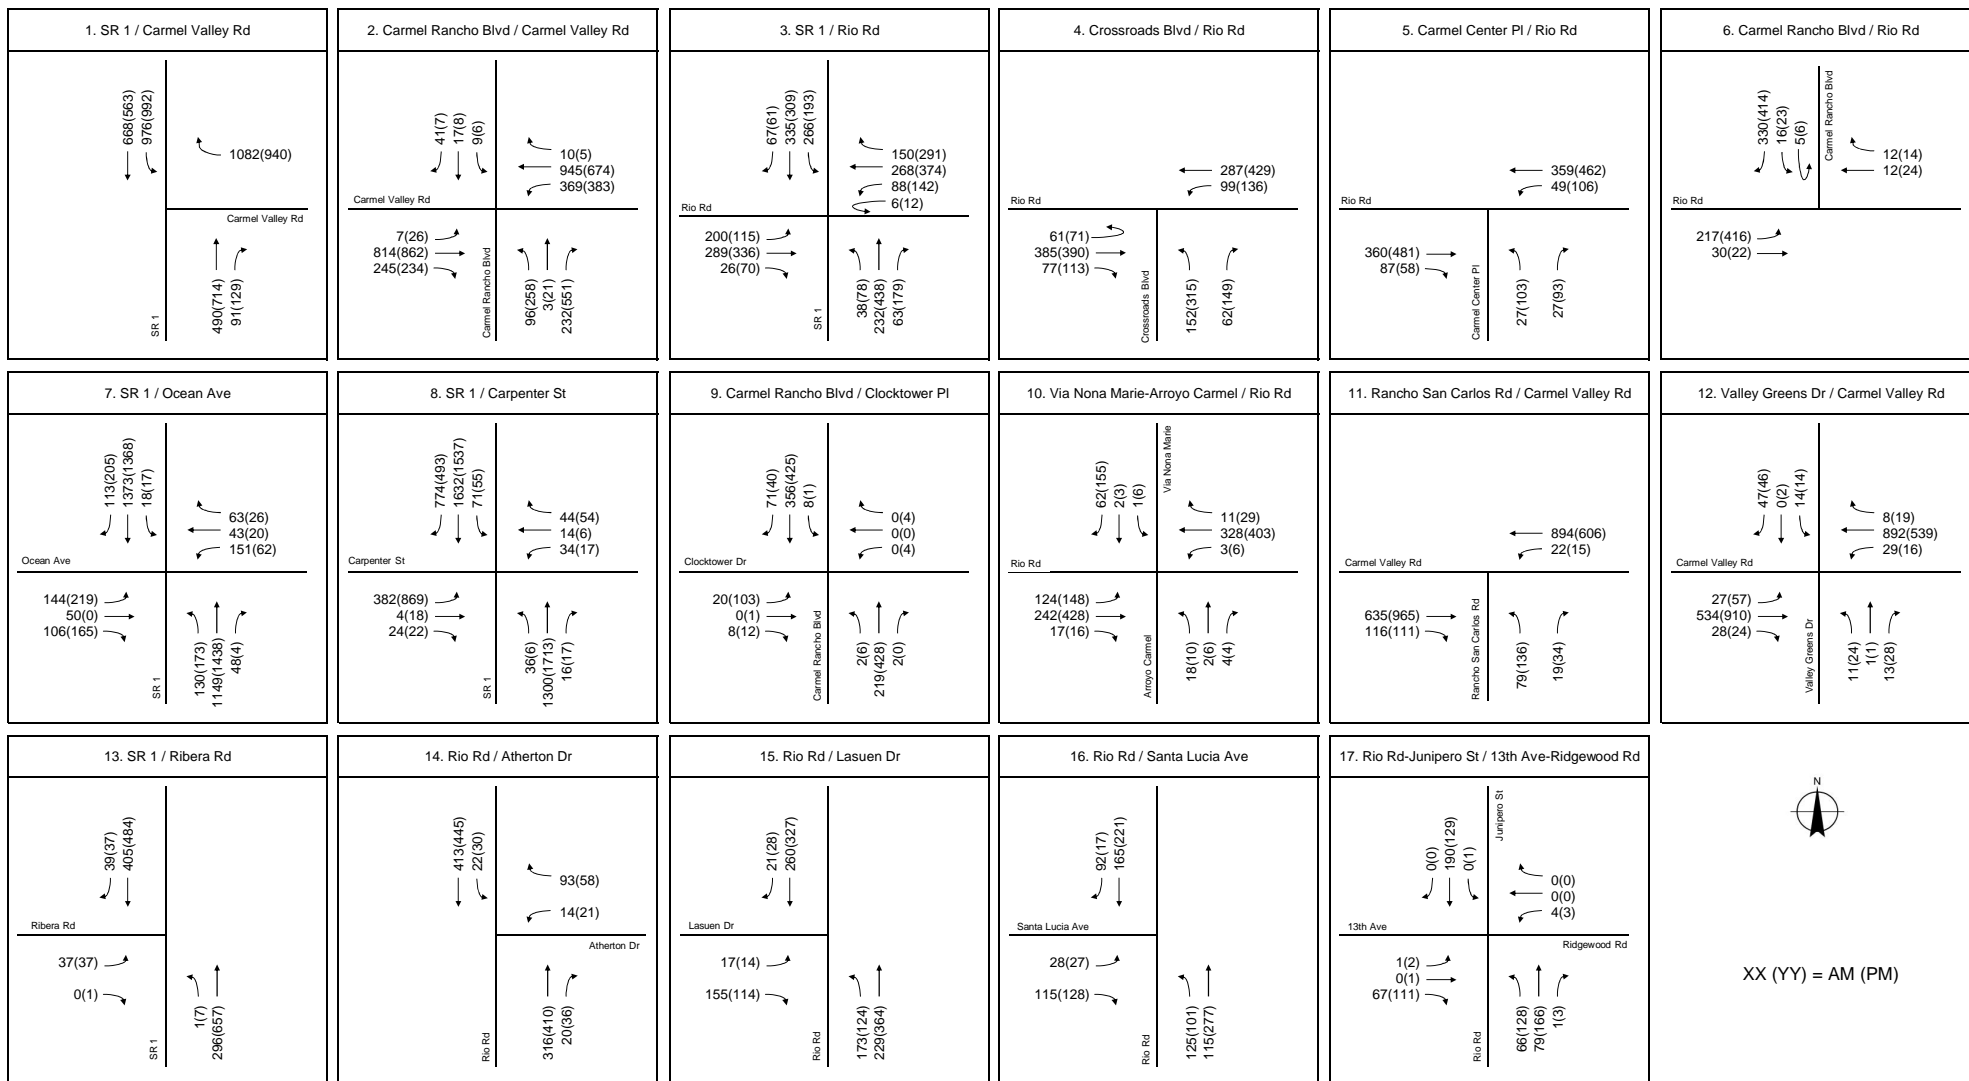 1. SR 1 / Carmel Valley Rd
668(563)
976(992)
1082(940)
Carmel Valley Rd
SR 1
490(714)
91(129)
2. Carmel Rancho Blvd / Carmel Valley Rd
41(7)
17(8)
9(6)
10(5)
945(674)
369(383)
Carmel Valley Rd
7(26)
814(862)
245(234)
Carmel Rancho Blvd
96(258)
3(21)
232(551)
3. SR 1 / Rio Rd
67(61)
335(309)
266(193)
150(291)
268(374)
88(142)
6(12)
Rio Rd
200(115)
289(336)
26(70)
SR 1
38(78)
232(438)
63(179)
4. Crossroads Blvd / Rio Rd
287(429)
99(136)
Rio Rd
61(71)
385(390)
77(113)
Crossroads Blvd
152(315)
62(149)
5. Carmel Center Pl / Rio Rd
359(462)
49(106)
Rio Rd
360(481)
87(58)
Carmel Center Pl
27(103)
27(93)
6. Carmel Rancho Blvd / Rio Rd
330(414)
16(23)
5(6)
Carmel Rancho Blvd
12(14)
12(24)
Rio Rd
217(416)
30(22)
7. SR 1 / Ocean Ave
113(205)
1373(1368)
18(17)
63(26)
43(20)
151(62)
Ocean Ave
144(219)
50(0)
106(165)
SR 1
130(173)
1149(1438)
48(4)
8. SR 1 / Carpenter St
774(493)
1632(1537)
71(55)
44(54)
14(6)
34(17)
Carpenter St
382(869)
4(18)
24(22)
SR 1
36(6)
1300(1713)
16(17)
9. Carmel Rancho Blvd / Clocktower Pl
71(40)
356(425)
8(1)
0(4)
0(0)
0(4)
Clocktower Dr
20(103)
0(1)
8(12)
Carmel Rancho Blvd
2(6)
219(428)
2(0)
10. Via Nona Marie-Arroyo Carmel / Rio Rd
62(155)
2(3)
1(6)
Via Nona Marie
11(29)
328(403)
3(6)
Rio Rd
124(148)
242(428)
17(16)
Arroyo Carmel
18(10)
2(6)
4(4)
11. Rancho San Carlos Rd / Carmel Valley Rd
894(606)
22(15)
Carmel Valley Rd
635(965)
116(111)
Rancho San Carlos Rd
79(136)
19(34)
12. Valley Greens Dr / Carmel Valley Rd
47(46)
0(2)
14(14)
8(19)
892(539)
29(16)
Carmel Valley Rd
27(57)
534(910)
28(24)
Valley Greens Dr
11(24)
1(1)
13(28)
13. SR 1 / Ribera Rd
39(37)
405(484)
Ribera Rd
37(37)
0(1)
SR 1
1(7)
296(657)
14. Rio Rd / Atherton Dr
413(445)
22(30)
93(58)
14(21)
Atherton Dr
Rio Rd
316(410)
20(36)
15. Rio Rd / Lasuen Dr
21(28)
260(327)
Lasuen Dr
17(14)
155(114)
Rio Rd
173(124)
229(364)
16. Rio Rd / Santa Lucia Ave
92(17)
165(221)
Santa Lucia Ave
28(27)
115(128)
Rio Rd
125(101)
115(277)
17. Rio Rd-Junipero St / 13th Ave-Ridgewood Rd
0(0)
190(129)
0(1)
Junipero St
0(0)
0(0)
4(3)
13th Ave
Ridgewood Rd
1(2)
0(1)
67(111)
Rio Rd
66(128)
79(166)
1(3)
N
XX (YY) = AM (PM)